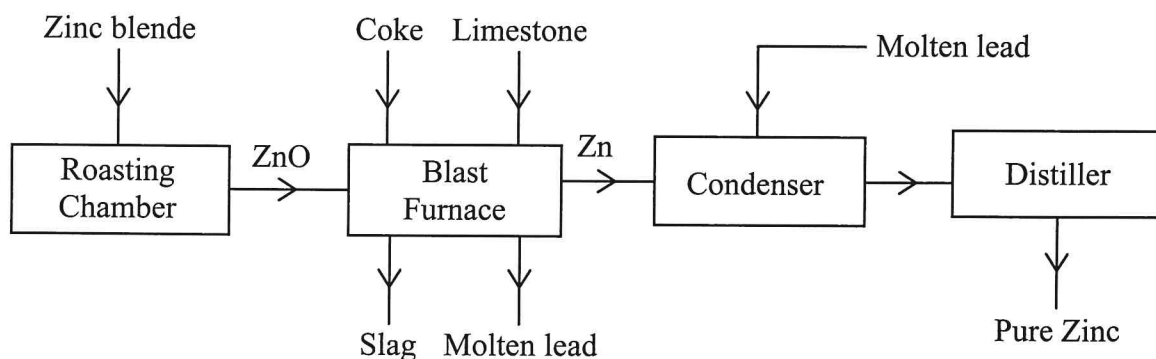 Zinc blende
Coke
Limestone
Molten lead
Roasting
Chamber
ZnO
Blast
Furnace
Zn
Condenser
Distiller
Slag
Molten lead
Pure Zinc